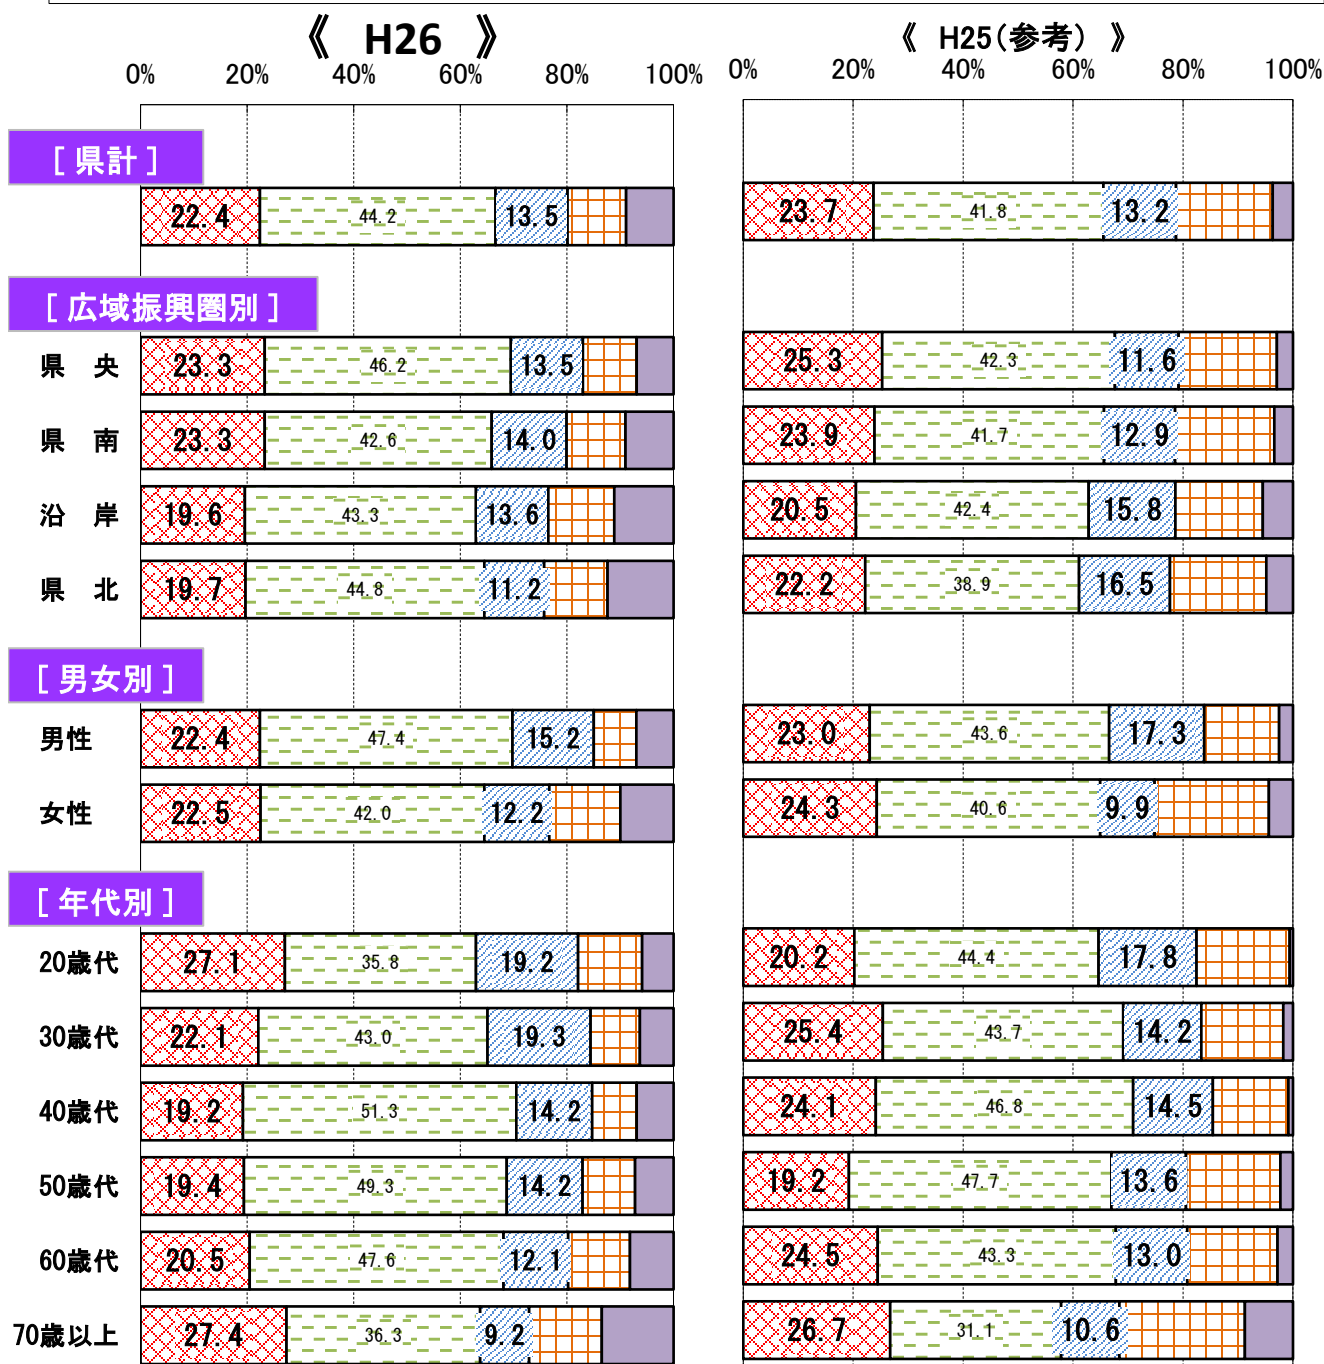 《 H26 》
《 H25(参考) 》
0% 20% 40% 60% 80% 100%
0% 20% 40% 60% 80% 100%
[ 県計 ]
22.4 44.2 13.5
23.7 41.8 13.2
[ 広域振興圏別 ]
県 央 23.3 46.2 13.5
25.3 42.3 11.6
県 南 23.3 42.6 14.0
23.9 41.7 12.9
沿 岸 19.6 43.3 13.6
20.5 42.4 15.8
県 北 19.7 44.8 11.2
22.2 38.9 16.5
[ 男女別 ]
男性 22.4 47.4 15.2
23.0 43.6 17.3
女性 22.5 42.0 12.2
24.3 40.6 9.9
[ 年代別 ]
20歳代 27.1 35.8 19.2
20.2 44.4 17.8
30歳代 22.1 43.0 19.3
25.4 43.7 14.2
40歳代 19.2 51.3 14.2
24.1 46.8 14.5
50歳代 19.4 49.3 14.2
19.2 47.7 13.6
60歳代 20.5 47.6 12.1
24.5 43.3 13.0
70歳以上 27.4 36.3 9.2
26.7 31.1 10.6